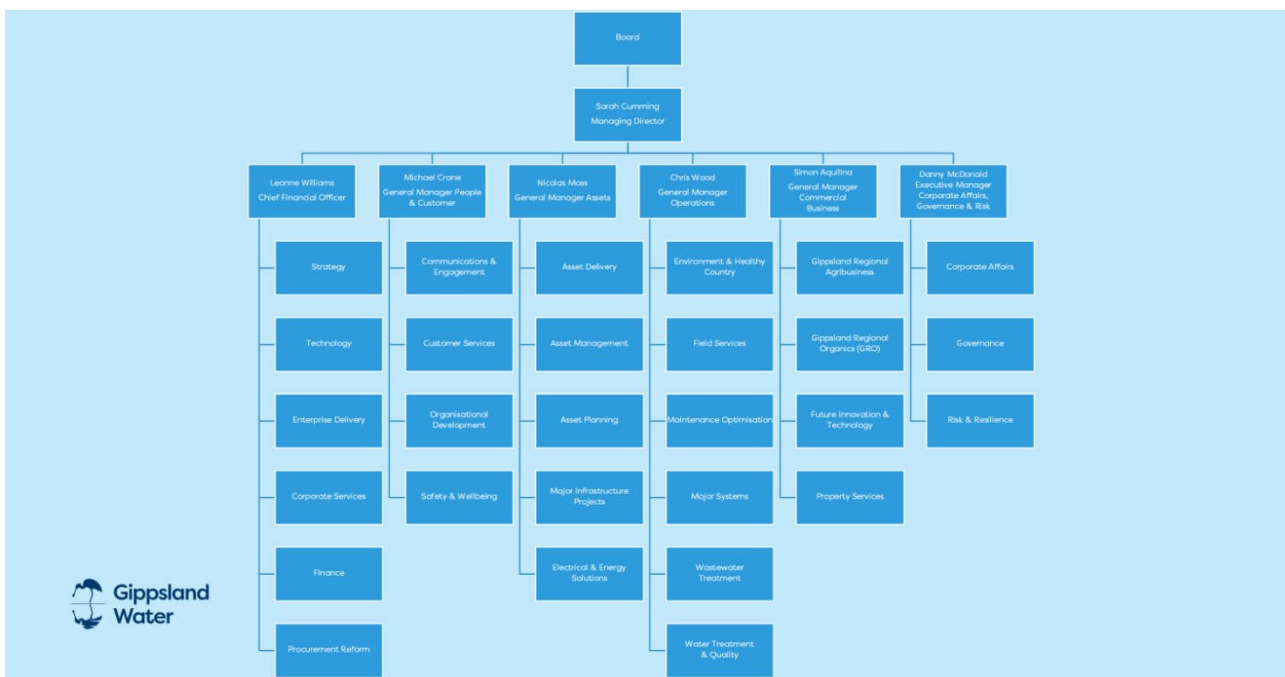 Board
Sarah Cumming
Managing Director
Leanne Williams
Chief Financial Officer
Michael Crane
General Manager People
& Customer
Nicolas Moss
General Manager Assets
Chris Wood
General Manager
Operations
Simon Aquilina
General Manager
Commercial
Business
Danny McDonald
Executive Manager
Corporate Affairs,
Governance & Risk
Strategy
Communications &
Engagement
Asset Delivery
Environment & Healthy
Country
Gippsland Regional
Agribusiness
Corporate Affairs
Technology
Customer Services
Asset Management
Field Services
Gippsland Regional
Organics (GRO)
Governance
Enterprise Delivery
Organisational
Development
Asset Planning
Maintenance Optimisation
Future Innovation &
Technology
Risk & Resilience
Corporate Services
Safety & Wellbeing
Major Infrastructure
Projects
Major Systems
Property Services
Finance
Electrical & Energy
Solutions
Wastewater
Treatment
Procurement Reform
Water Treatment
& Quality
Gippsland
Water